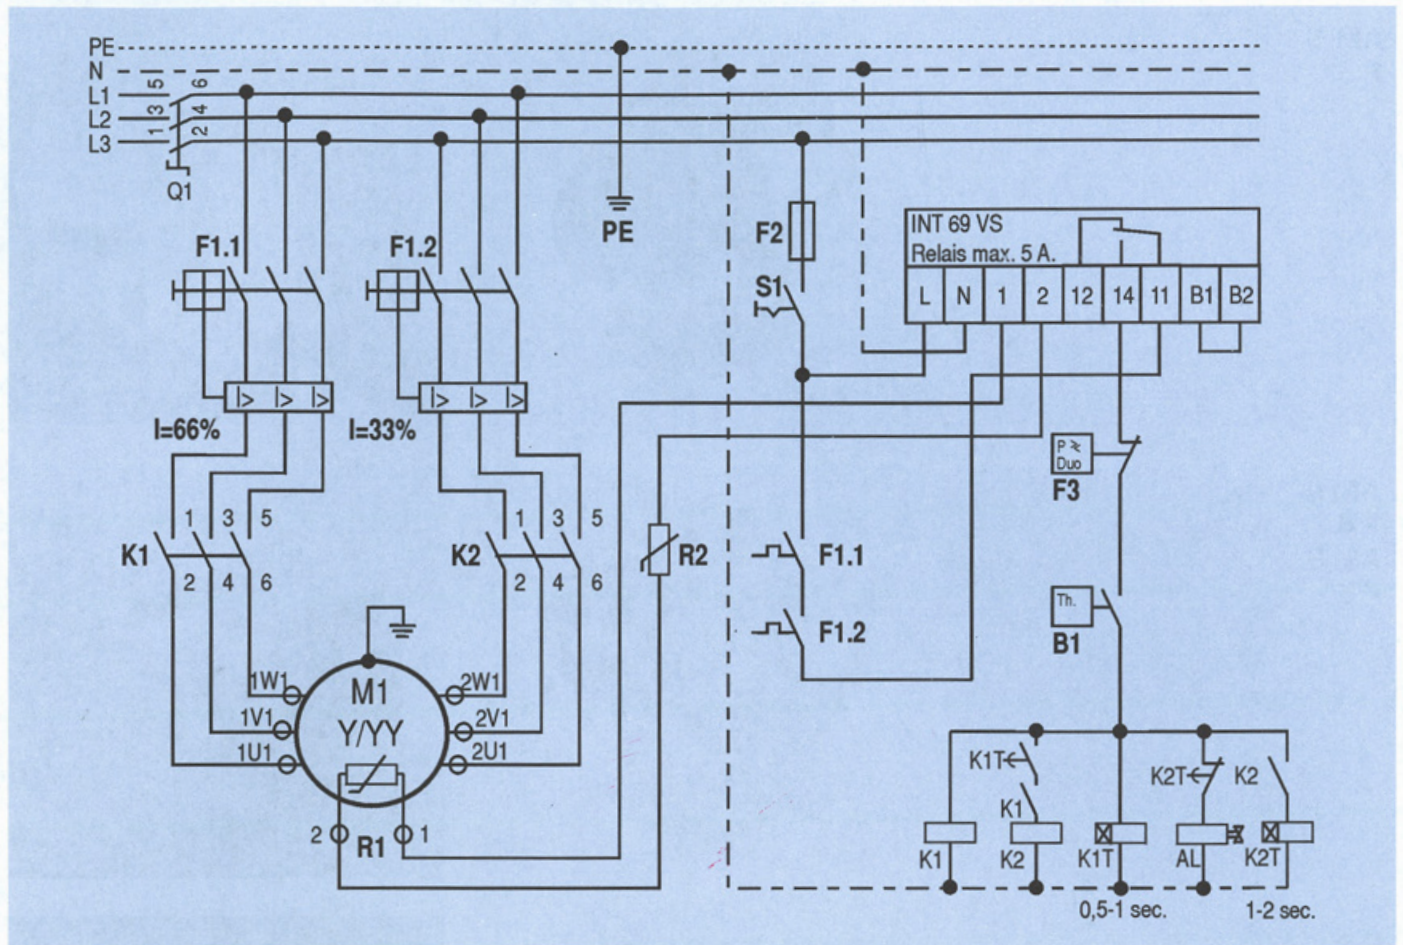 PE
N
L1 5 6
L2 3 4
L3 1 2
Q1
F1.1 F1.2 PE F2 INT 69 VS
Relais max. 5 A.
S1 L N 1 2 12 14 11 B1 B2
I> I> I> I> I> I>
I=66% I=33%
P
Duo
F3
1 3 5 1 3 5
K1 K2 R2 F1.1
2 4 6 2 4 6
Th.
F1.2
B1
1W1 M1 2W1
1V1 Y/YY 2V1
1U1 2U1
K1T K2T K2
K1
2 R1 1
K1 K2 K1T AL K2T
0,5-1 sec. 1-2 sec.